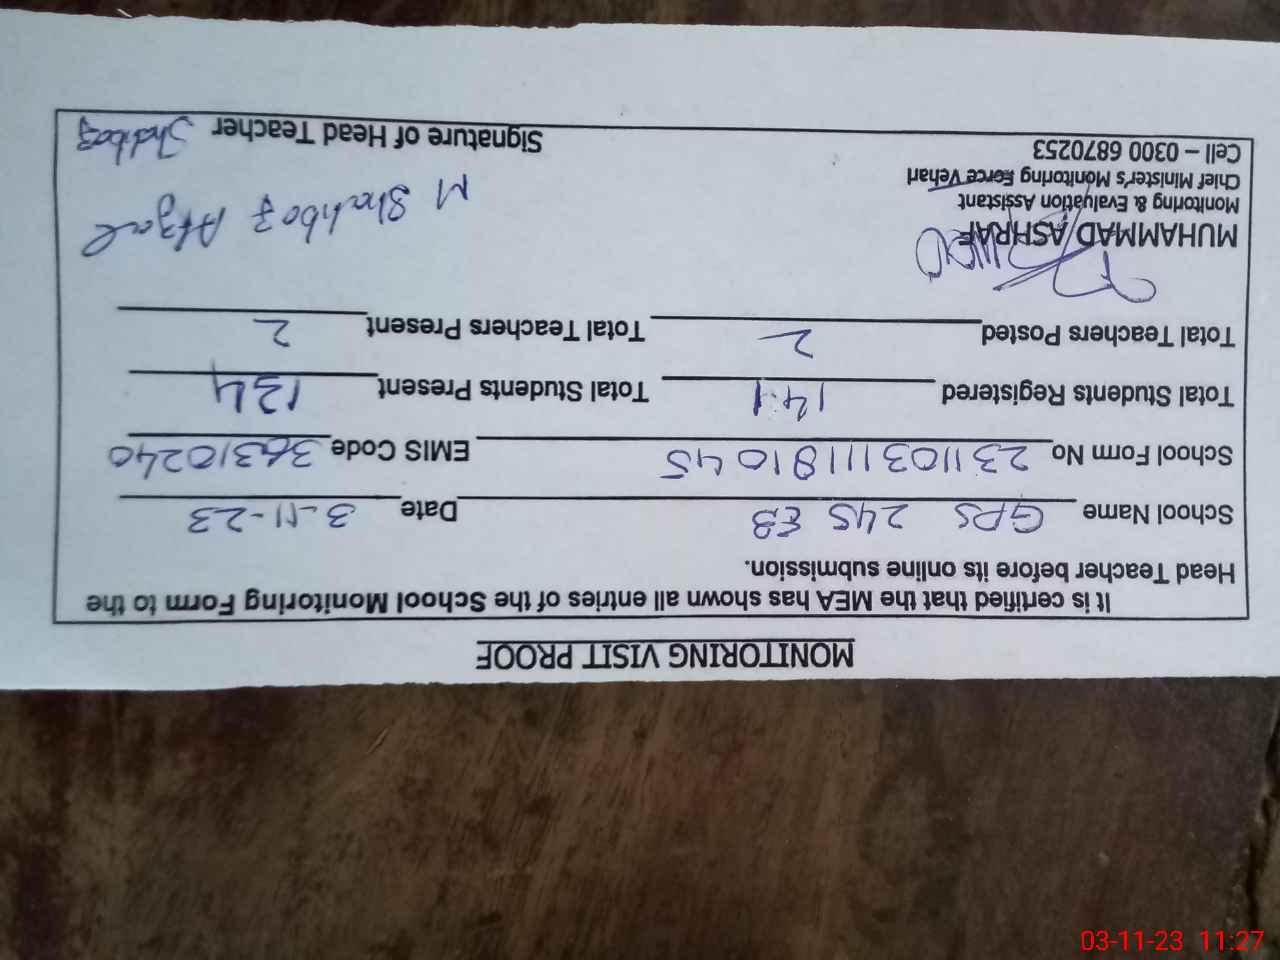 MONITORING VISIT PROOF
It is certified that the MEA has shown all entries of the School Monitoring Form to the
Head Teacher before its online submission.
School Name GPS 245 EB Date 3-11-23
School Form No 23110311181045 EMIS Code 36310240
Total Students Registered 141 Total Students Present 134
Total Teachers Posted 2 Total Teachers Present 2
MUHAMMAD ASHRAF
Monitoring & Evaluation Assistant
Chief Minister's Monitoring Force Vehari
Cell – 0300 6870253
M Shahbaz Afzal
Signature of Head Teacher Shahbaz
03-11-23 11:27